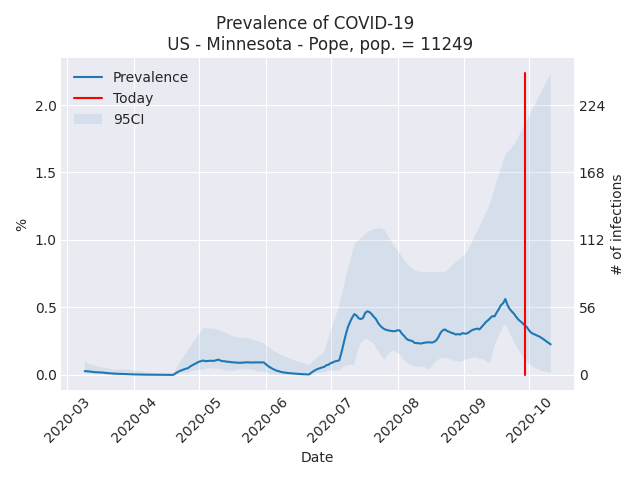 Prevalence of COVID-19
US - Minnesota - Pope, pop. = 11249
Prevalence
Today
95CI
2.0
1.5
1.0
0.5
0.0
%
224
168
112
56
0
# of infections
2020-03
2020-04
2020-05
2020-06
2020-07
2020-08
2020-09
2020-10
Date